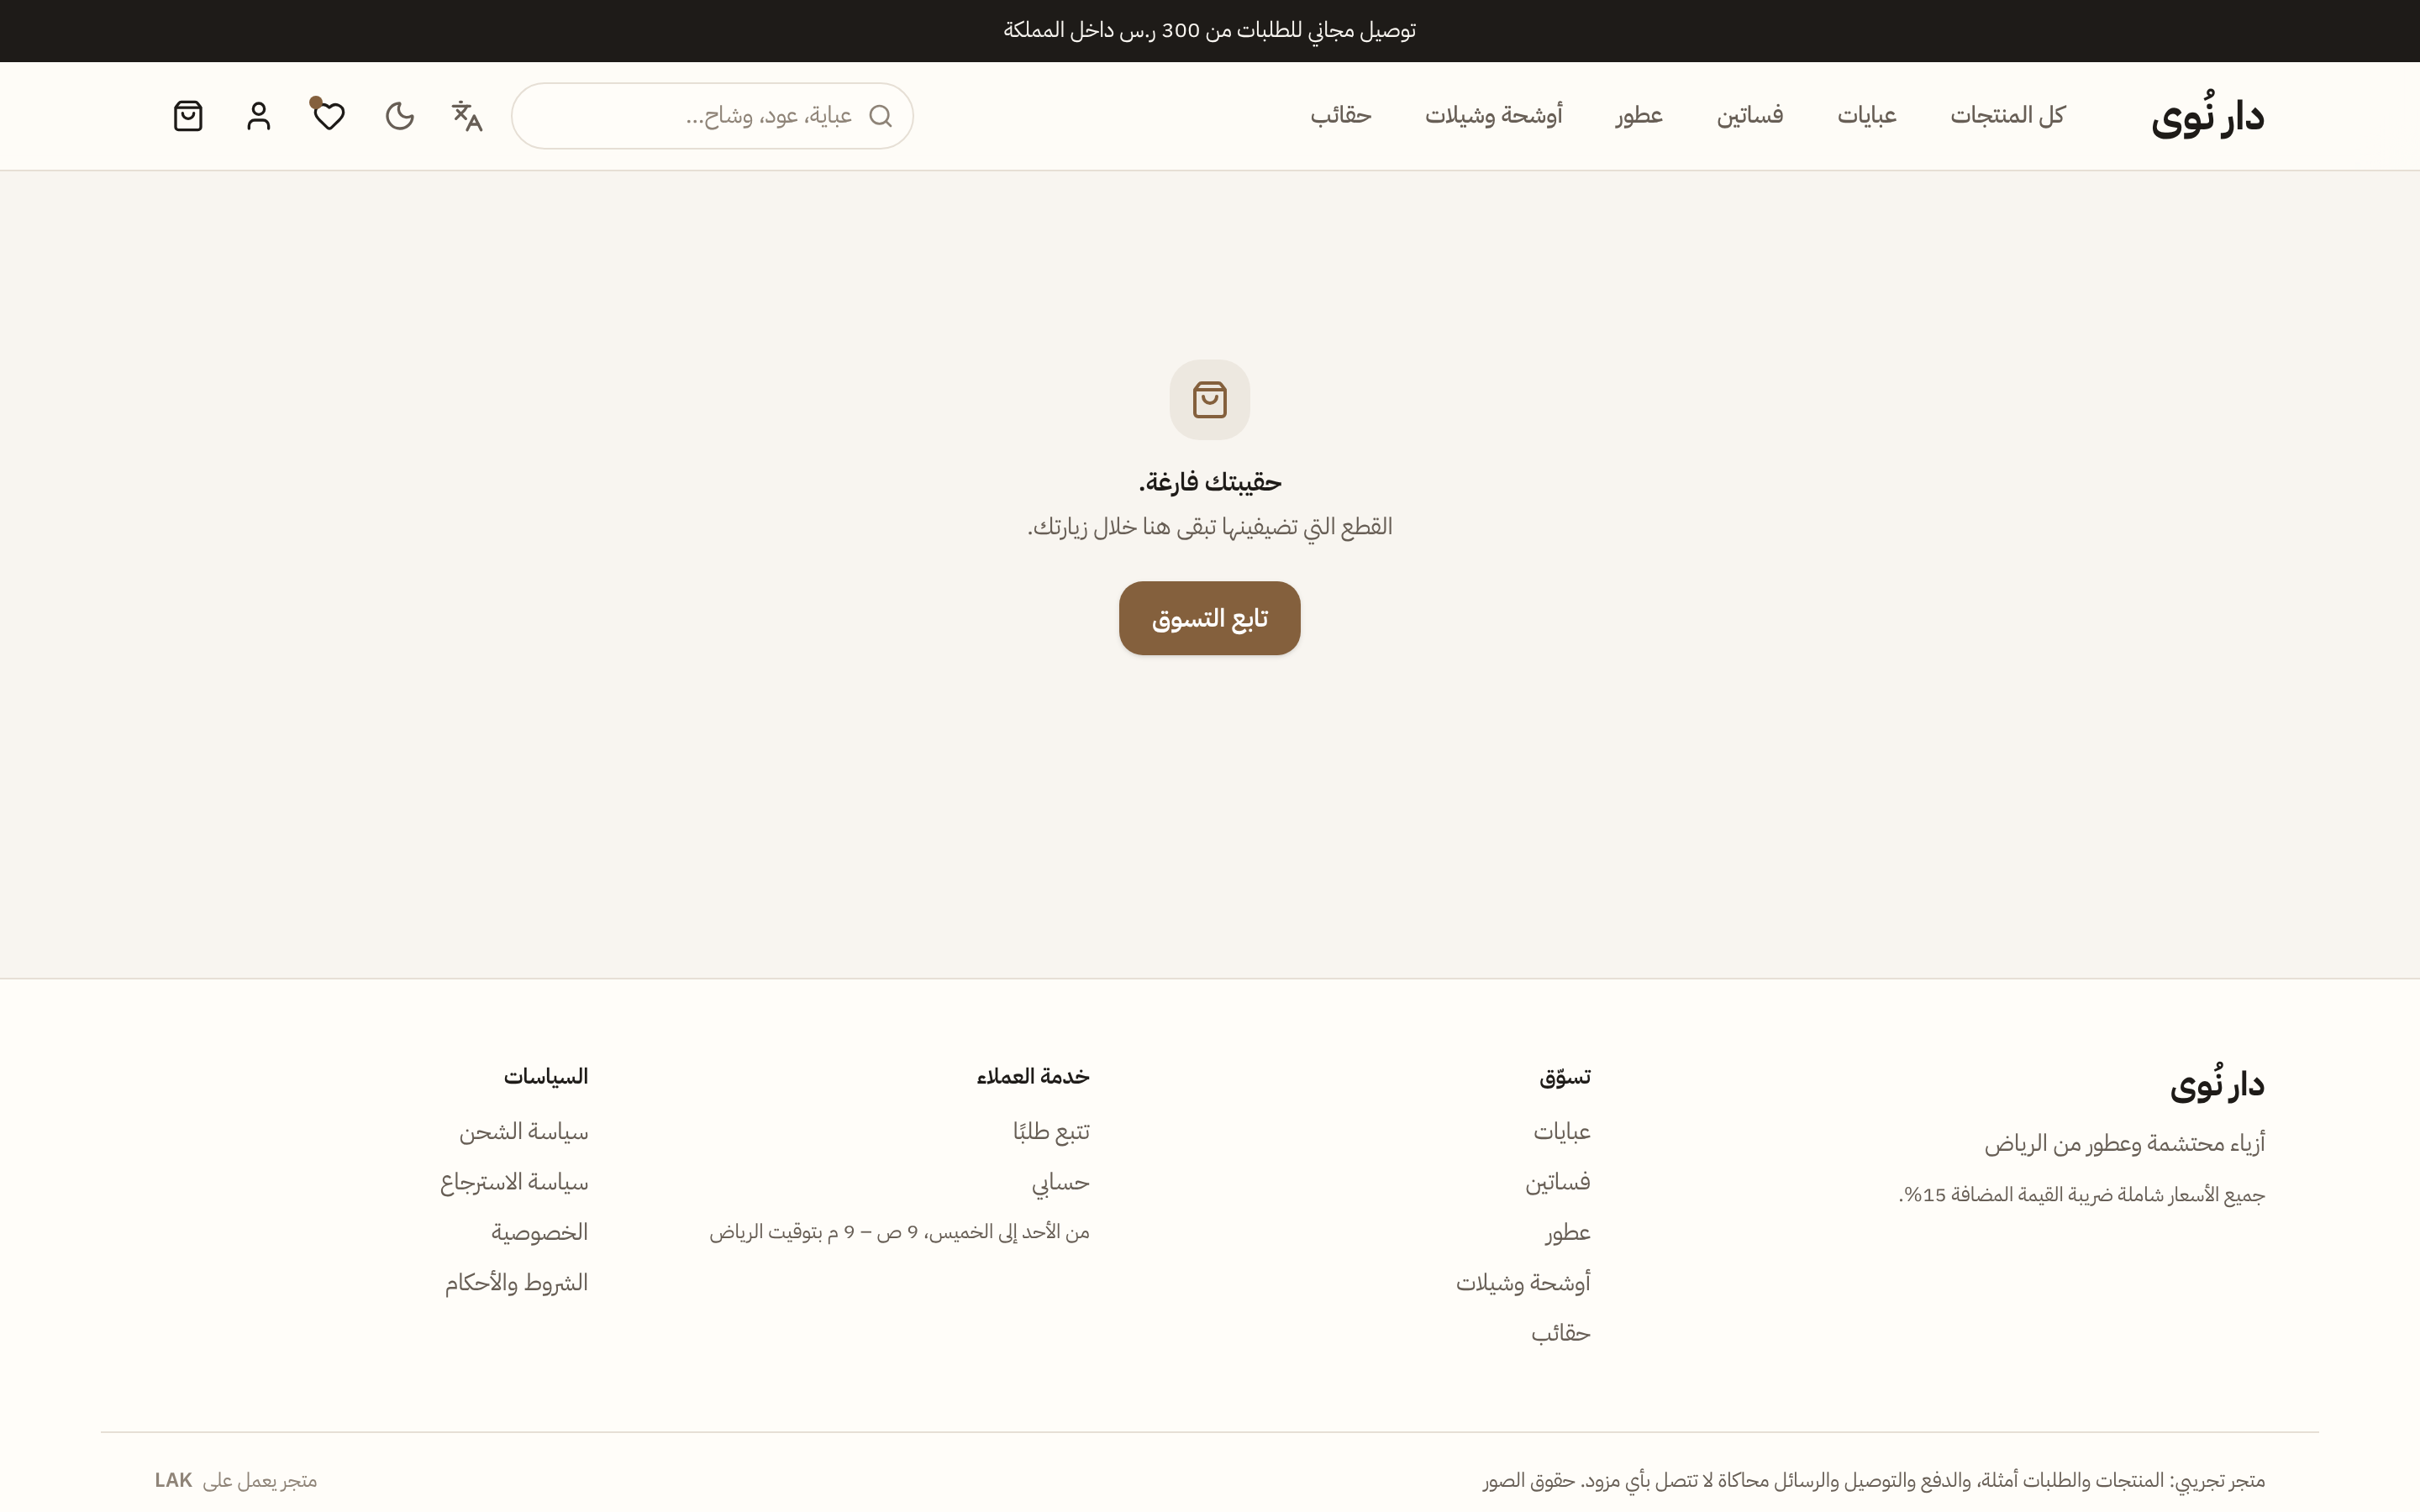 توصيل مجاني للطلبات من 300 ر.س داخل المملكة
دار نُوى
كل المنتجات
عبايات
فساتين
عطور
أوشحة وشيلات
حقائب
عباية، عود، وشاح...
حقيبتك فارغة.
القطع التي تضيفينها تبقى هنا خلال زيارتك.
تابع التسوق
دار نُوى
أزياء محتشمة وعطور من الرياض
جميع الأسعار شاملة ضريبة القيمة المضافة 15%.
تسوّق
عبايات
فساتين
عطور
أوشحة وشيلات
حقائب
خدمة العملاء
تتبع طلبًا
حسابي
من الأحد إلى الخميس، 9 ص – 9 م بتوقيت الرياض
السياسات
سياسة الشحن
سياسة الاسترجاع
الخصوصية
الشروط والأحكام
متجر تجريبي: المنتجات والطلبات أمثلة، والدفع والتوصيل والرسائل محاكاة لا تتصل بأي مزود. حقوق الصور
متجر يعمل على LAK